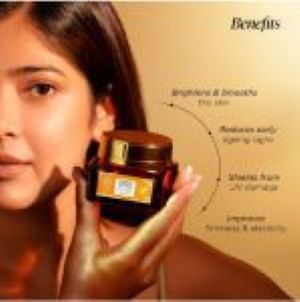 Benefits
Brightens & Smooths
the skin
Reduces early
ageing signs
Shields from
UV damage
Improves
firmness & elasticity